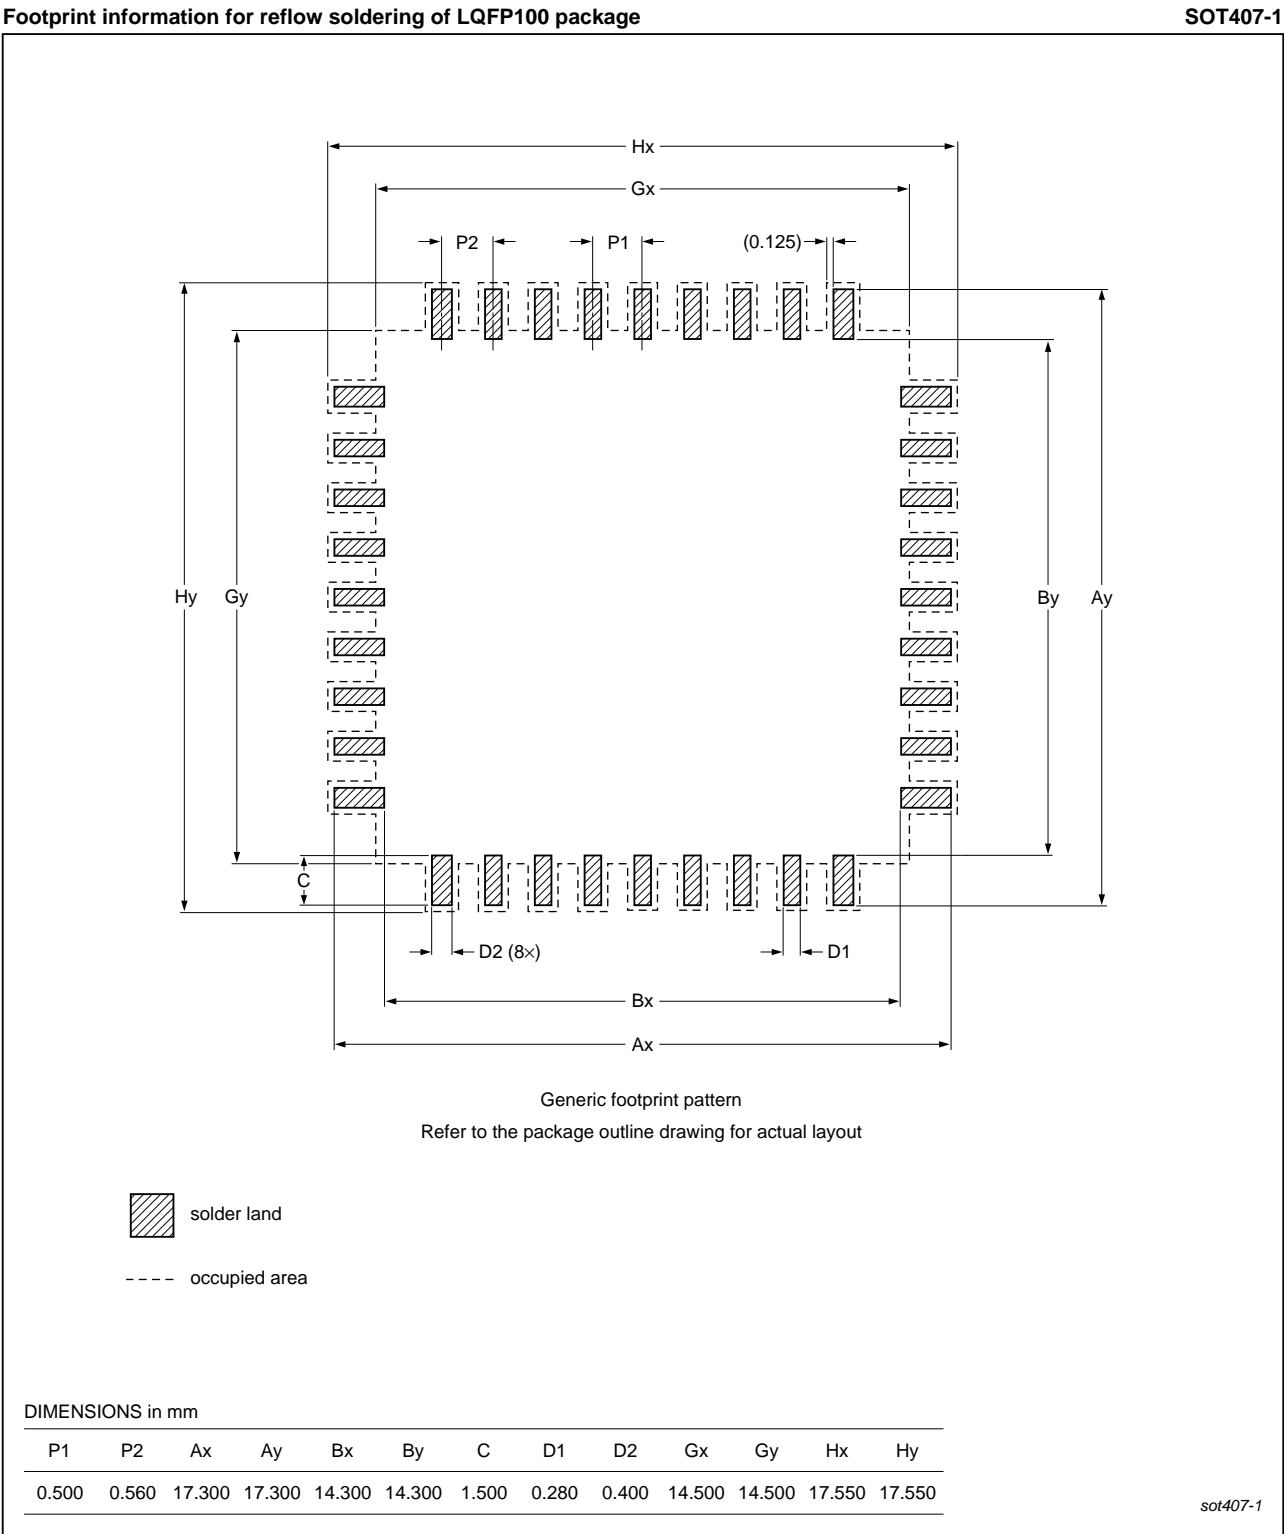 Footprint information for reflow soldering of LQFP100 package SOT407-1
Hx
Gx
P2 P1 (0.125)
Hy Gy By Ay
C
D2 (8×) D1
Bx
Ax
Generic footprint pattern
Refer to the package outline drawing for actual layout
solder land
occupied area
DIMENSIONS in mm
P1 P2 Ax Ay Bx By C D1 D2 Gx Gy Hx Hy
0.500 0.560 17.300 17.300 14.300 14.300 1.500 0.280 0.400 14.500 14.500 17.550 17.550
sot407-1